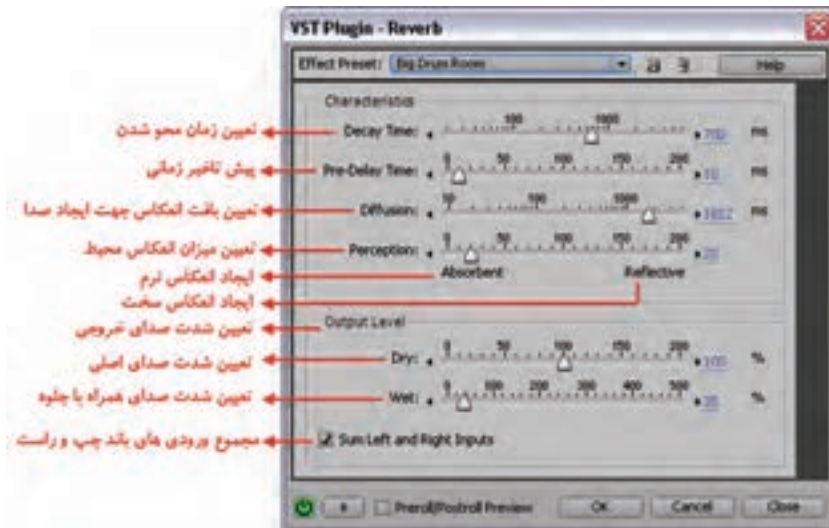 VST Plugin - Reverb
Effect Preset: Big Drum Room Help
Characteristics
100 1000
تعیین زمان محو شدن Decay Time: 700 ms
0 50 100 150 200
پیش تاخیر زمانی Pre-Delay Time: 10 ms
10 100 1000
تعیین بافت انعکاس جهت ایجاد صدا Diffusion: ms
0 50 100 150 200
تعیین میزان انعکاس محیط Perception: 20
ایجاد انعکاس نرم Absorbent Reflective
ایجاد انعکاس سخت
تعیین شدت صدای خروجی Output Level
0 50 100 150 200
تعیین شدت صدای اصلی Dry: 100 %
0 100 200 300 400 500
تعیین شدت صدای همراه با جلوه Wet: %
مجموع ورودی های باند چپ و راست Sum Left and Right Inputs
Preroll/Postroll Preview OK Cancel Close